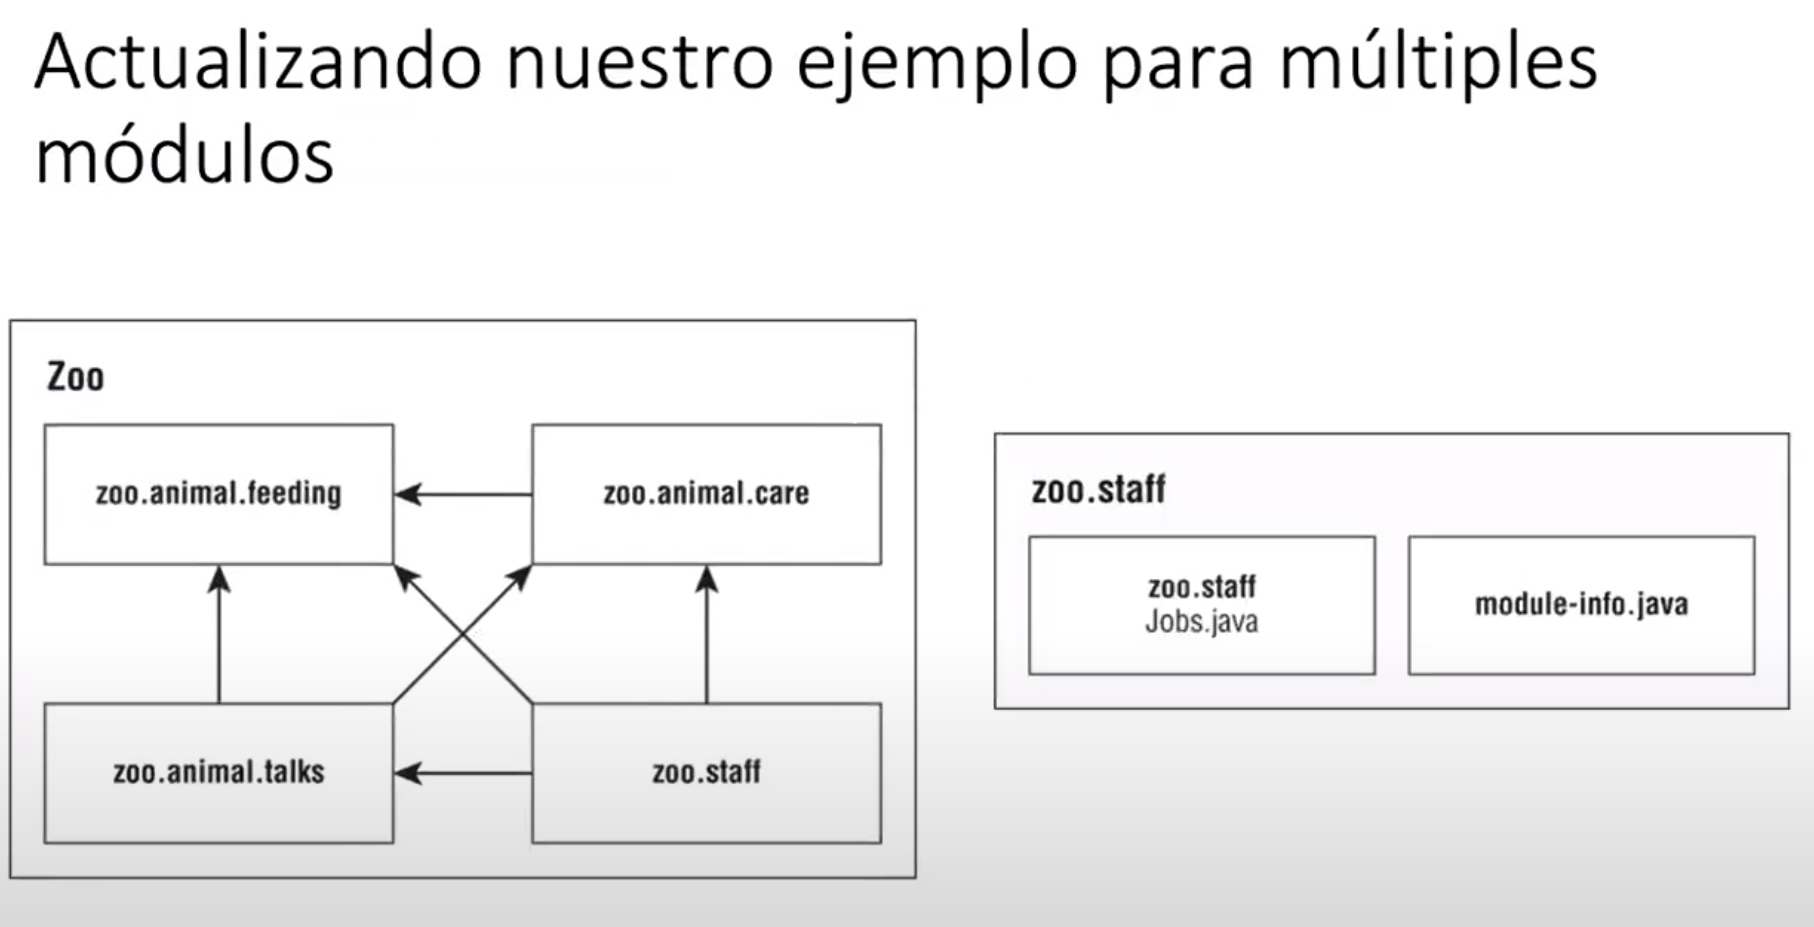 Actualizando nuestro ejemplo para múltiples
módulos
Zoo
zoo.animal.feeding
zoo.animal.care
zoo.animal.talks
zoo.staff
zoo.staff
zoo.staff
Jobs.java
module-info.java